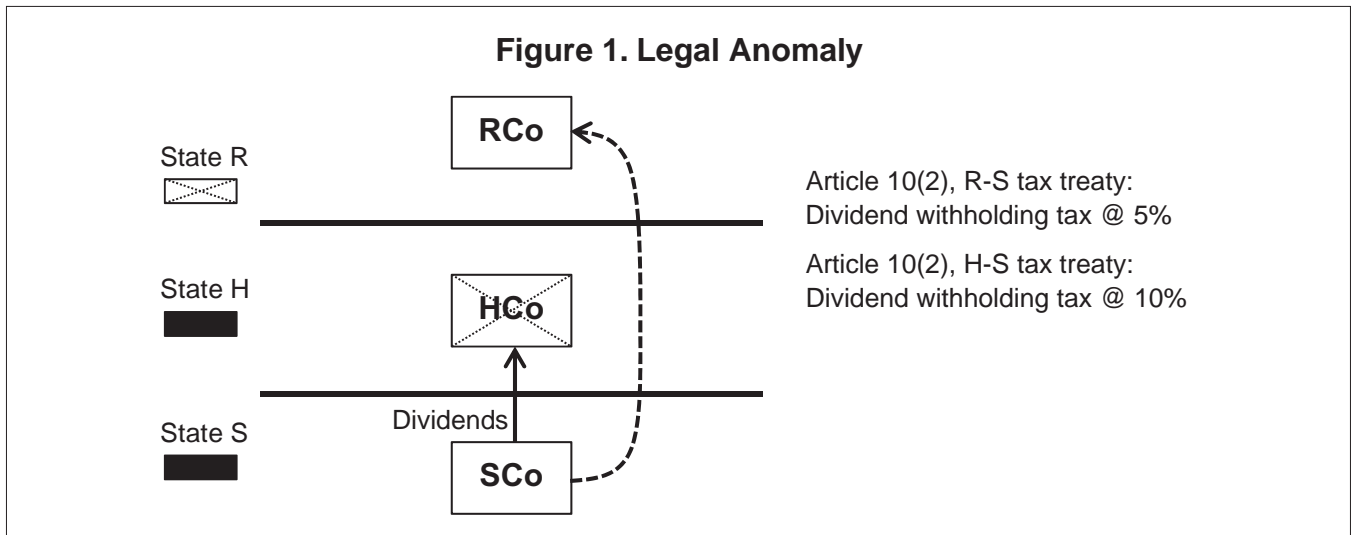 Figure 1. Legal Anomaly
RCo
State R
Article 10(2), R-S tax treaty:
Dividend withholding tax @ 5%
Article 10(2), H-S tax treaty:
Dividend withholding tax @ 10%
State H
HCo
Dividends
State S
SCo